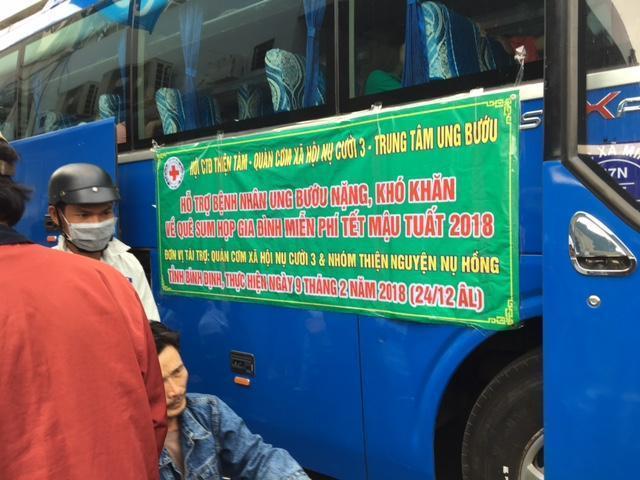 HỘI CTĐ THIỆN TÂM - QUÁN CƠM XÃ HỘI NỤ CƯỜI 3 - TRUNG TÂM UNG BƯỚU
HỖ TRỢ BỆNH NHÂN UNG BƯỚU NẶNG, KHÓ KHĂN
VỀ QUÊ SUM HỌP GIA ĐÌNH MIỄN PHÍ TẾT MẬU TUẤT 2018
ĐƠN VỊ TÀI TRỢ: QUÁN CƠM XÃ HỘI NỤ CƯỜI 3 & NHÓM THIỆN NGUYỆN NỤ HỒNG
TỈNH BÌNH ĐỊNH, THỰC HIỆN NGÀY 9 THÁNG 2 NĂM 2018 (24/12 ÂL)
7N